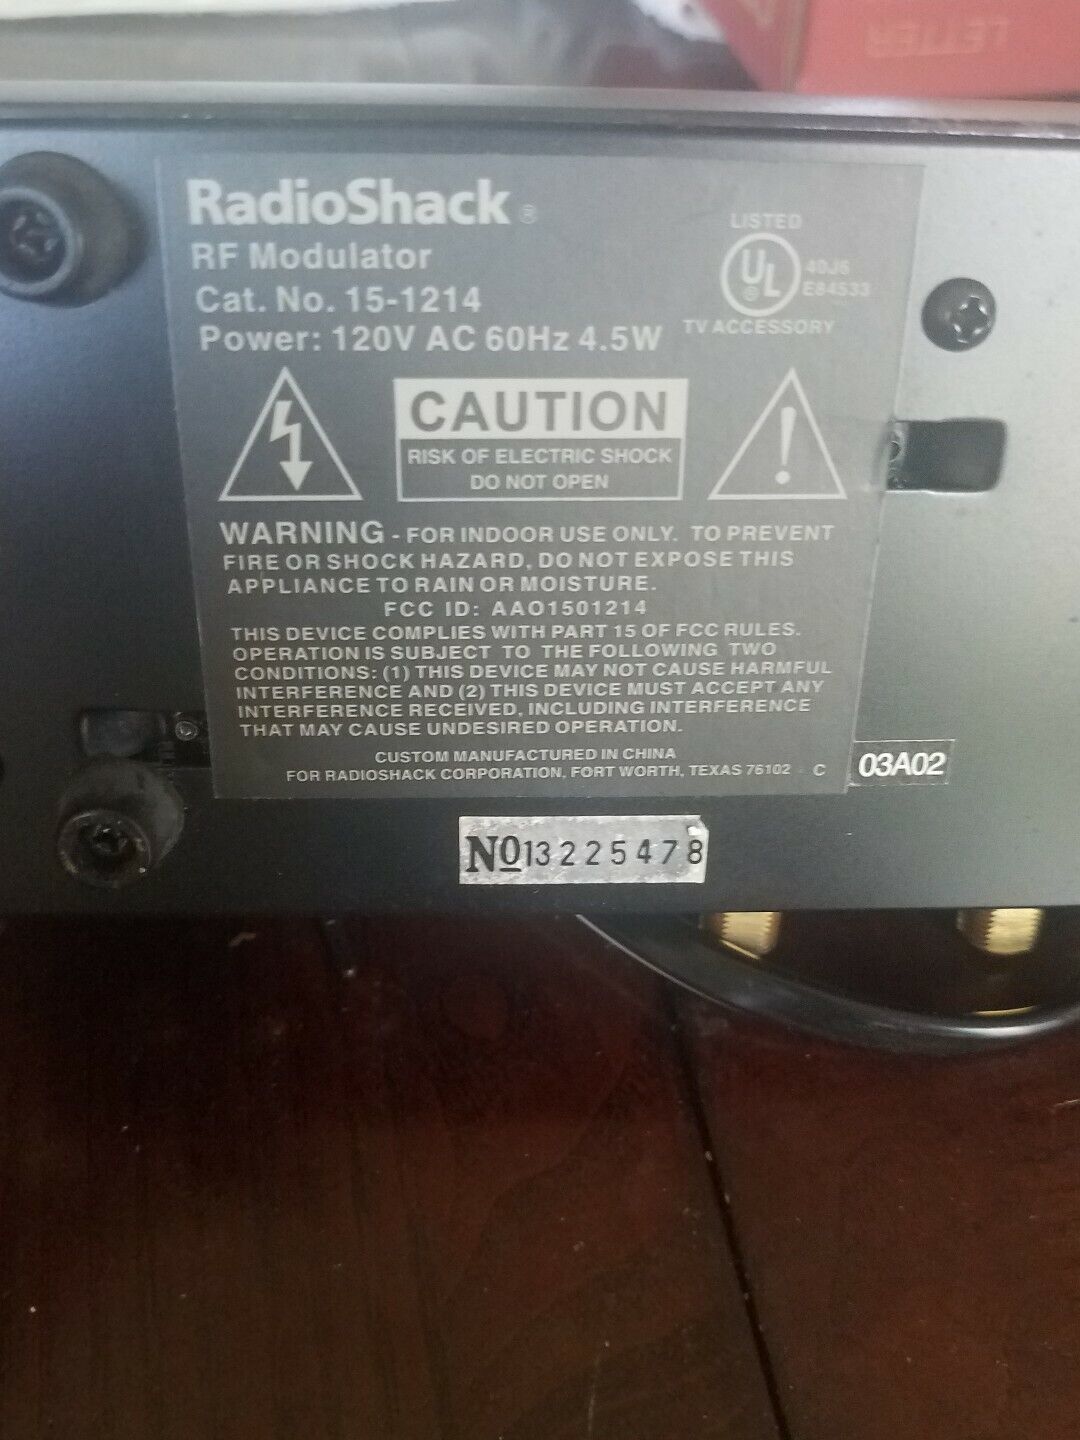 LETTER
RadioShack ®
RF Modulator
Cat. No. 15-1214
Power: 120V AC 60Hz 4.5W
LISTED
UL ®
40J6
E84533
TV ACCESSORY
CAUTION
RISK OF ELECTRIC SHOCK
DO NOT OPEN
!
WARNING - FOR INDOOR USE ONLY. TO PREVENT
FIRE OR SHOCK HAZARD, DO NOT EXPOSE THIS
APPLIANCE TO RAIN OR MOISTURE.
FCC ID: AAO1501214
THIS DEVICE COMPLIES WITH PART 15 OF FCC RULES.
OPERATION IS SUBJECT TO THE FOLLOWING TWO
CONDITIONS: (1) THIS DEVICE MAY NOT CAUSE HARMFUL
INTERFERENCE AND (2) THIS DEVICE MUST ACCEPT ANY
INTERFERENCE RECEIVED, INCLUDING INTERFERENCE
THAT MAY CAUSE UNDESIRED OPERATION.
CUSTOM MANUFACTURED IN CHINA
FOR RADIOSHACK CORPORATION, FORT WORTH, TEXAS 76102 - C
03A02
No 13225478